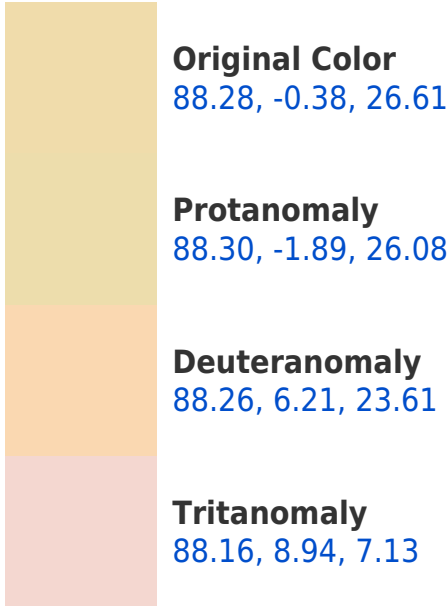 Original Color
88.28, -0.38, 26.61
Protanomaly
88.30, -1.89, 26.08
Deuteranomaly
88.26, 6.21, 23.61
Tritanomaly
88.16, 8.94, 7.13